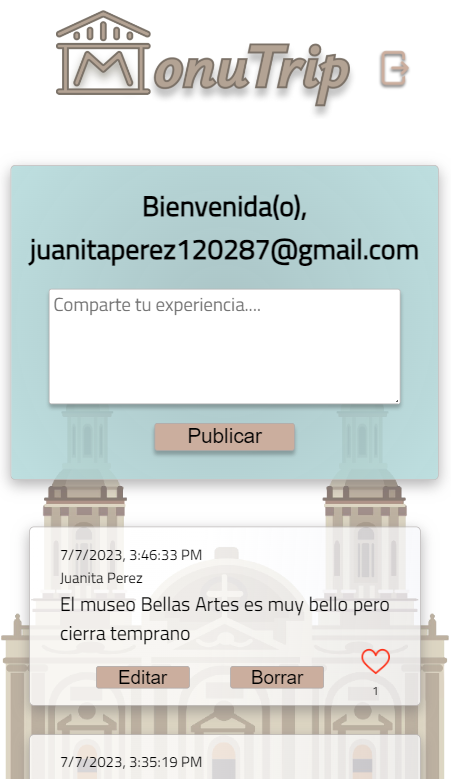 MonuTrip
Bienvenida(o),
juanitaperez120287@gmail.com
Comparte tu experiencia....
Publicar
7/7/2023, 3:46:33 PM
Juanita Perez
El museo Bellas Artes es muy bello pero
cierra temprano
Editar Borrar
1
7/7/2023, 3:35:19 PM